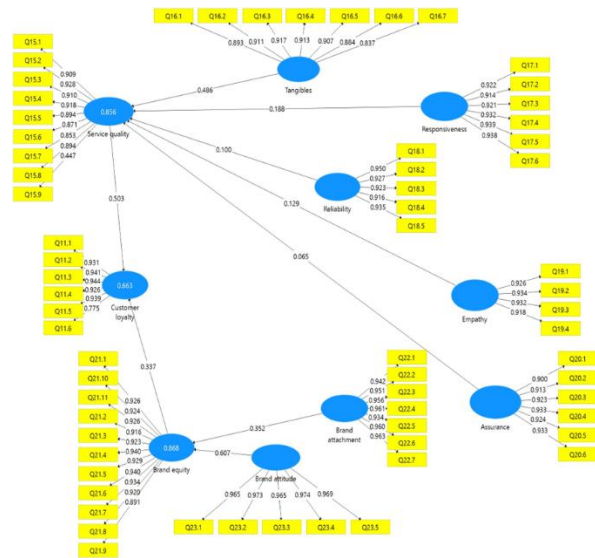 Q16.1 Q16.2 Q16.3 Q16.4 Q16.5 Q16.6 Q16.7
0.893 0.911 0.917 0.913 0.907 0.884 0.837
Tangibles
Q15.1
Q15.2
Q15.3
Q15.4
Q15.5
Q15.6
Q15.7
Q15.8
Q15.9
0.909
0.928
0.910
0.918
0.894
0.871
0.853
0.894
0.447
0.856
Service quality
0.486
0.188
0.100
0.129
0.065
Q17.1
Q17.2
Q17.3
Q17.4
Q17.5
Q17.6
0.922
0.914
0.921
0.932
0.939
0.938
Responsiveness
Q18.1
Q18.2
Q18.3
Q18.4
Q18.5
0.950
0.927
0.923
0.916
0.935
Reliability
0.503
Q11.1
Q11.2
Q11.3
Q11.4
Q11.5
Q11.6
0.931
0.941
0.944
0.926
0.939
0.775
0.663
Customer
loyalty
0.337
Q19.1
Q19.2
Q19.3
Q19.4
0.926
0.934
0.932
0.918
Empathy
Q20.1
Q20.2
Q20.3
Q20.4
Q20.5
Q20.6
0.900
0.913
0.923
0.933
0.924
0.933
Assurance
Q21.1
Q21.10
Q21.11
Q21.2
Q21.3
Q21.4
Q21.5
Q21.6
Q21.7
Q21.8
Q21.9
0.926
0.924
0.926
0.916
0.923
0.940
0.929
0.940
0.934
0.920
0.891
0.868
Brand equity
0.352
0.607
Q22.1
Q22.2
Q22.3
Q22.4
Q22.5
Q22.6
Q22.7
0.942
0.951
0.956
0.961
0.934
0.960
0.963
Brand
attachment
Brand attitude
0.965 0.973 0.965 0.974 0.969
Q23.1 Q23.2 Q23.3 Q23.4 Q23.5